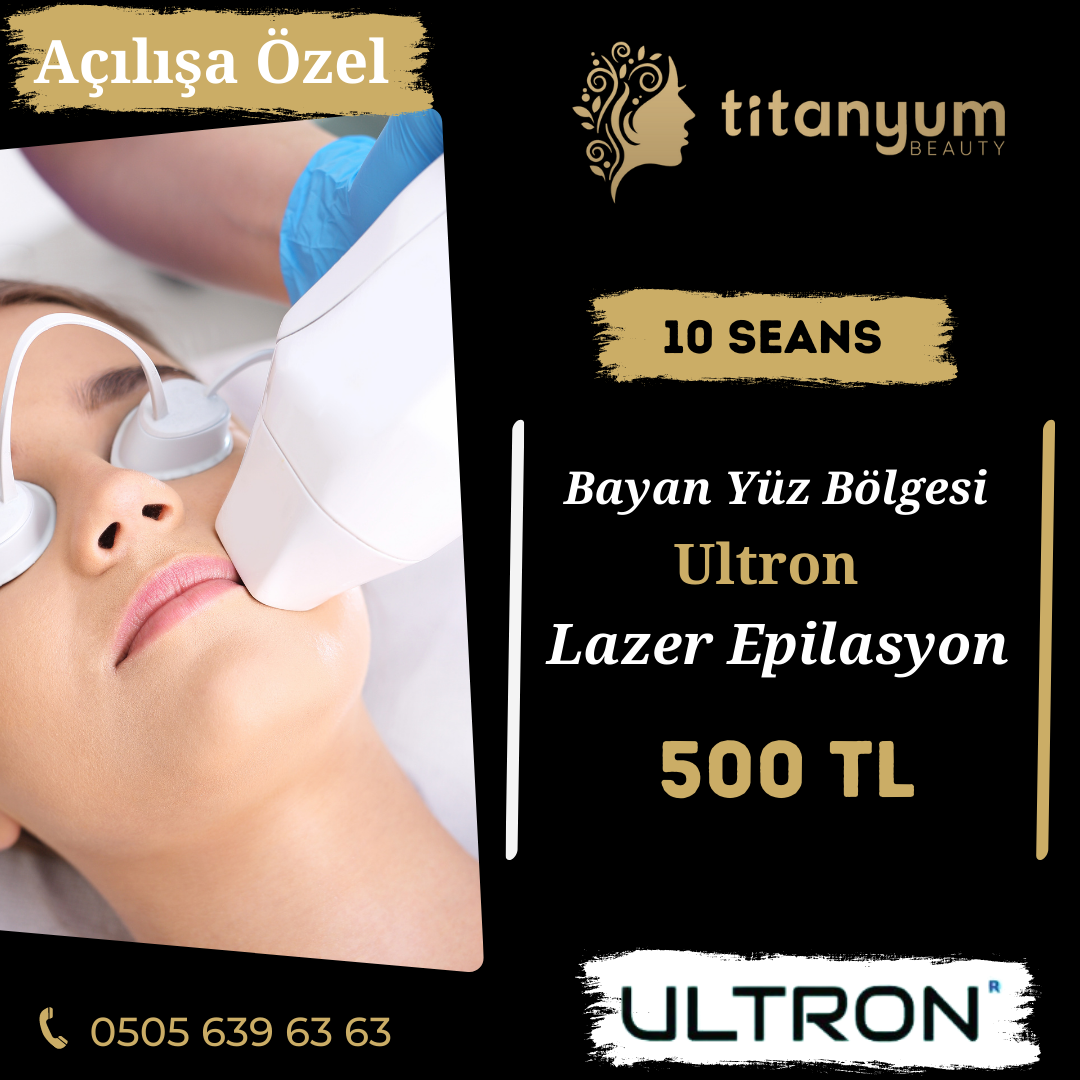 Açılışa Özel
titanyum
BEAUTY
10 SEANS
Bayan Yüz Bölgesi
Ultron
Lazer Epilasyon
500 TL
ULTRON R
0505 639 63 63